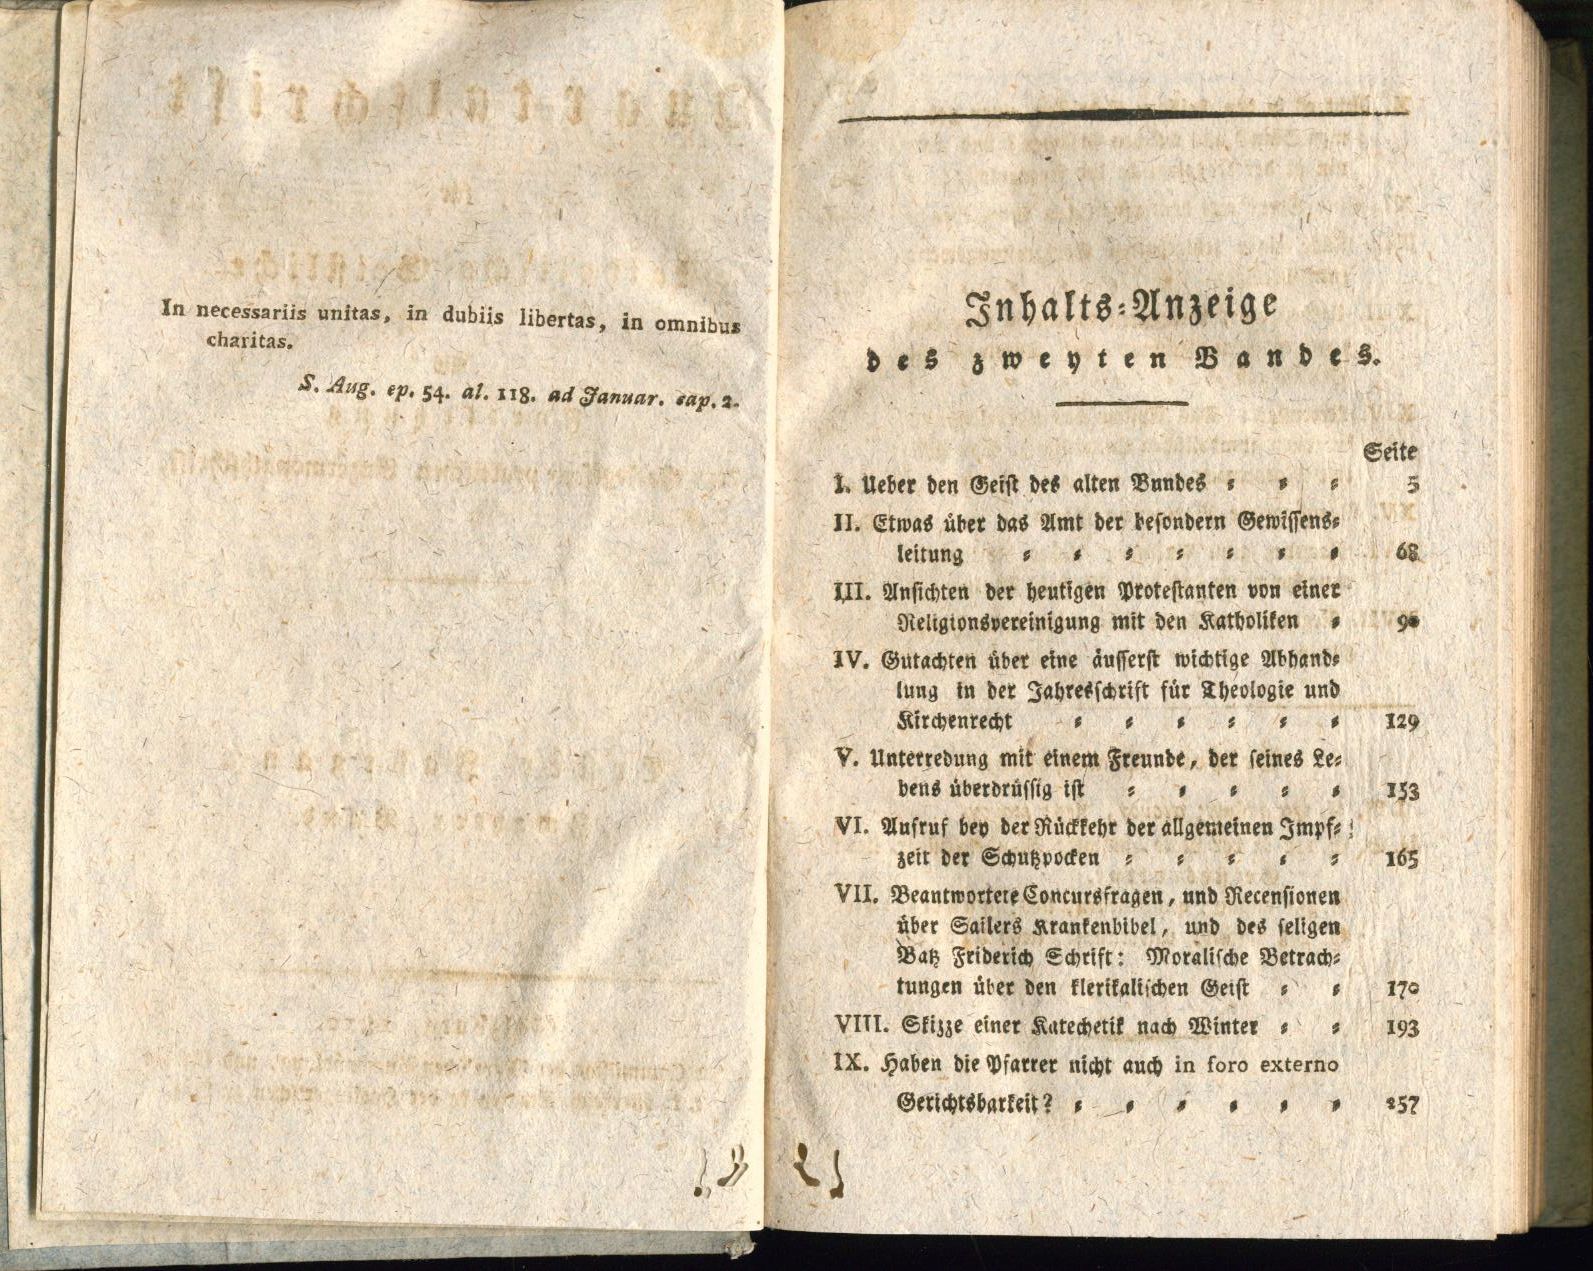 In necessariis unitas, in dubiis libertas, in omnibus
charitas.
S. Aug. ep. 54. al. 118. ad Januar. cap. 2.
Inhalts-Anzeige
des zweyten Bandes.
Seite
I. Ueber den Geist des alten Bundes 5
II. Etwas über das Amt der besondern Gewissens-
leitung 68
III. Ansichten der heutigen Protestanten von einer
Religionsvereinigung mit den Katholiken 90
IV. Gutachten über eine äusserst wichtige Abhand-
lung in der Jahresschrift für Theologie und
Kirchenrecht 129
V. Unterredung mit einem Freunde, der seines Le-
bens überdrüssig ist 153
VI. Aufruf bey der Rückkehr der allgemeinen Impf-
zeit der Schutzpocken 165
VII. Beantwortete Concursfragen, und Recensionen
über Sailers Krankenbibel, und des seligen
Batz Friderich Schrift: Moralische Betrach-
tungen über den klerikalischen Geist 170
VIII. Skizze einer Katechetik nach Winter 193
IX. Haben die Pfarrer nicht auch in foro externo
Gerichtsbarkeit? 257